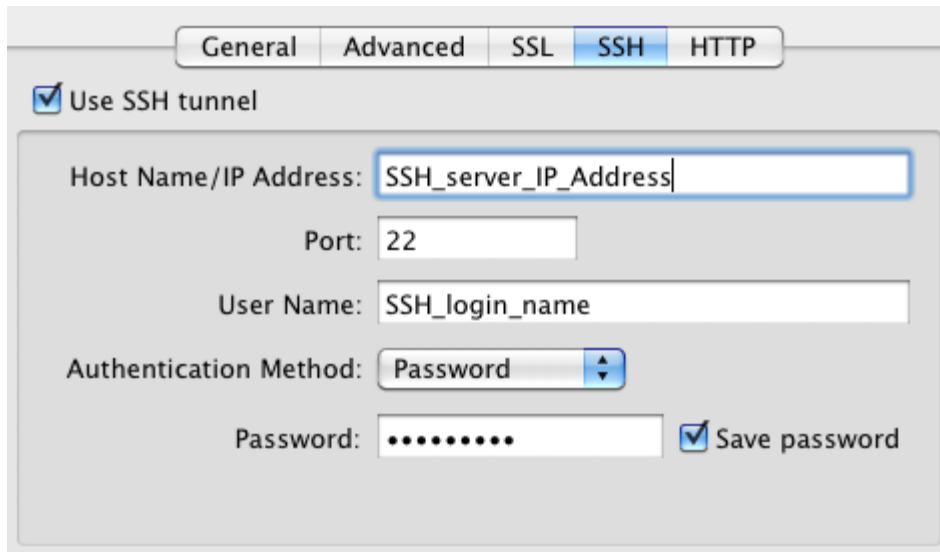 General Advanced SSL SSH HTTP
Use SSH tunnel
Host Name/IP Address: SSH_server_IP_Address
Port: 22
User Name: SSH_login_name
Authentication Method: Password
Password: ••••••••• Save password